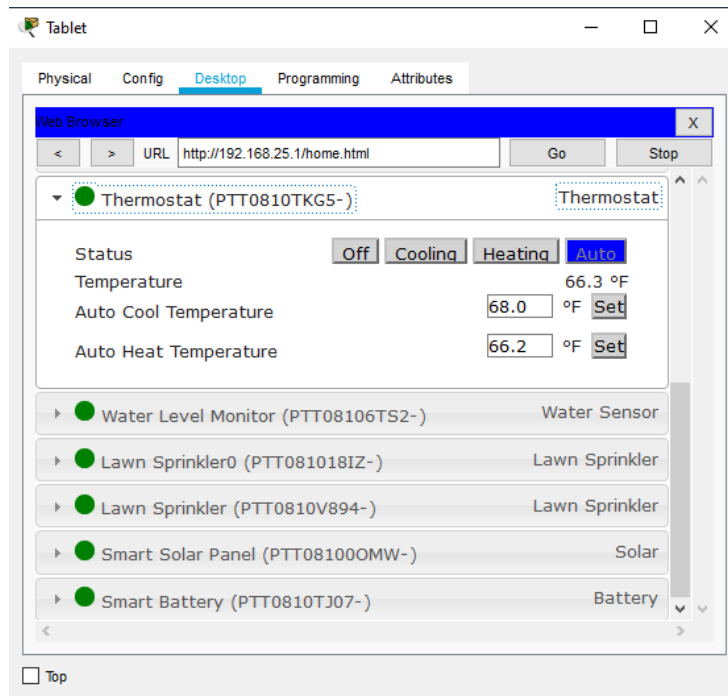 Tablet
Physical Config Desktop Programming Attributes
Web Browser X
< > URL http://192.168.25.1/home.html Go Stop
Thermostat (PTT0810TKG5-) Thermostat
Status Off Cooling Heating Auto
Temperature 66.3 °F
Auto Cool Temperature 68.0 °F Set
Auto Heat Temperature 66.2 °F Set
Water Level Monitor (PTT08106TS2-) Water Sensor
Lawn Sprinkler0 (PTT081018IZ-) Lawn Sprinkler
Lawn Sprinkler (PTT0810V894-) Lawn Sprinkler
Smart Solar Panel (PTT08100OMW-) Solar
Smart Battery (PTT0810TJ07-) Battery
Top